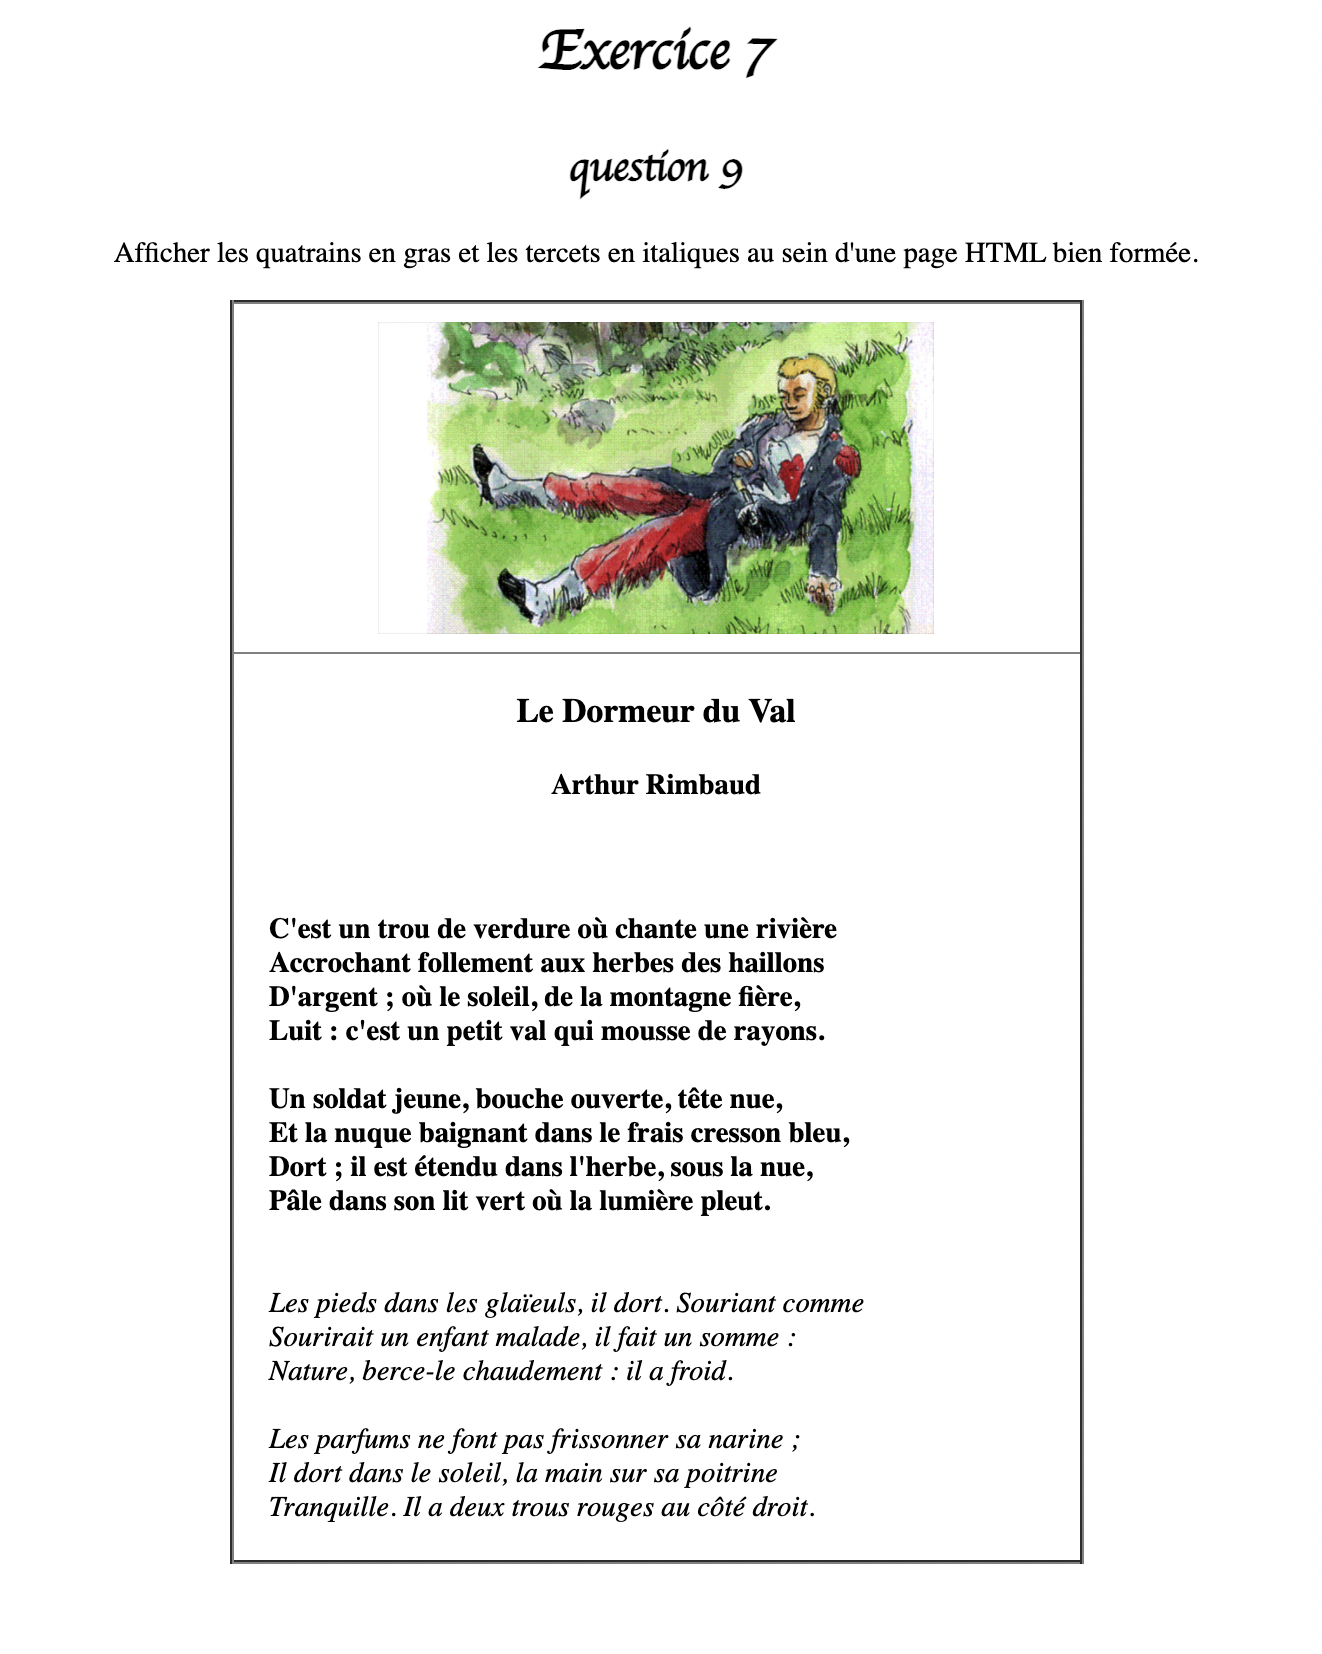 Exercice 7
question 9
Afficher les quatrains en gras et les tercets en italiques au sein d'une page HTML bien formée.
Le Dormeur du Val
Arthur Rimbaud
C'est un trou de verdure où chante une rivière
Accrochant follement aux herbes des haillons
D'argent ; où le soleil, de la montagne fière,
Luit : c'est un petit val qui mousse de rayons.
Un soldat jeune, bouche ouverte, tête nue,
Et la nuque baignant dans le frais cresson bleu,
Dort ; il est étendu dans l'herbe, sous la nue,
Pâle dans son lit vert où la lumière pleut.
Les pieds dans les glaïeuls, il dort. Souriant comme
Sourirait un enfant malade, il fait un somme :
Nature, berce-le chaudement : il a froid.
Les parfums ne font pas frissonner sa narine ;
Il dort dans le soleil, la main sur sa poitrine
Tranquille. Il a deux trous rouges au côté droit.